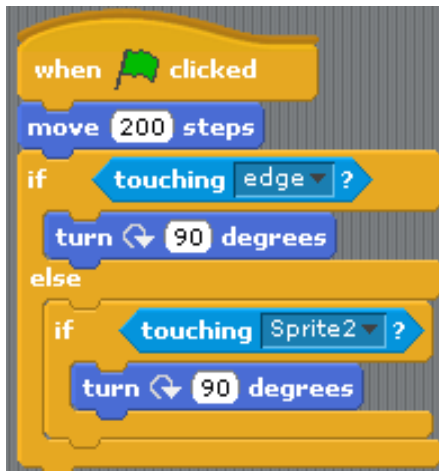 when clicked
move 200 steps
if touching edge ?
turn 90 degrees
else
if touching Sprite2 ?
turn 90 degrees